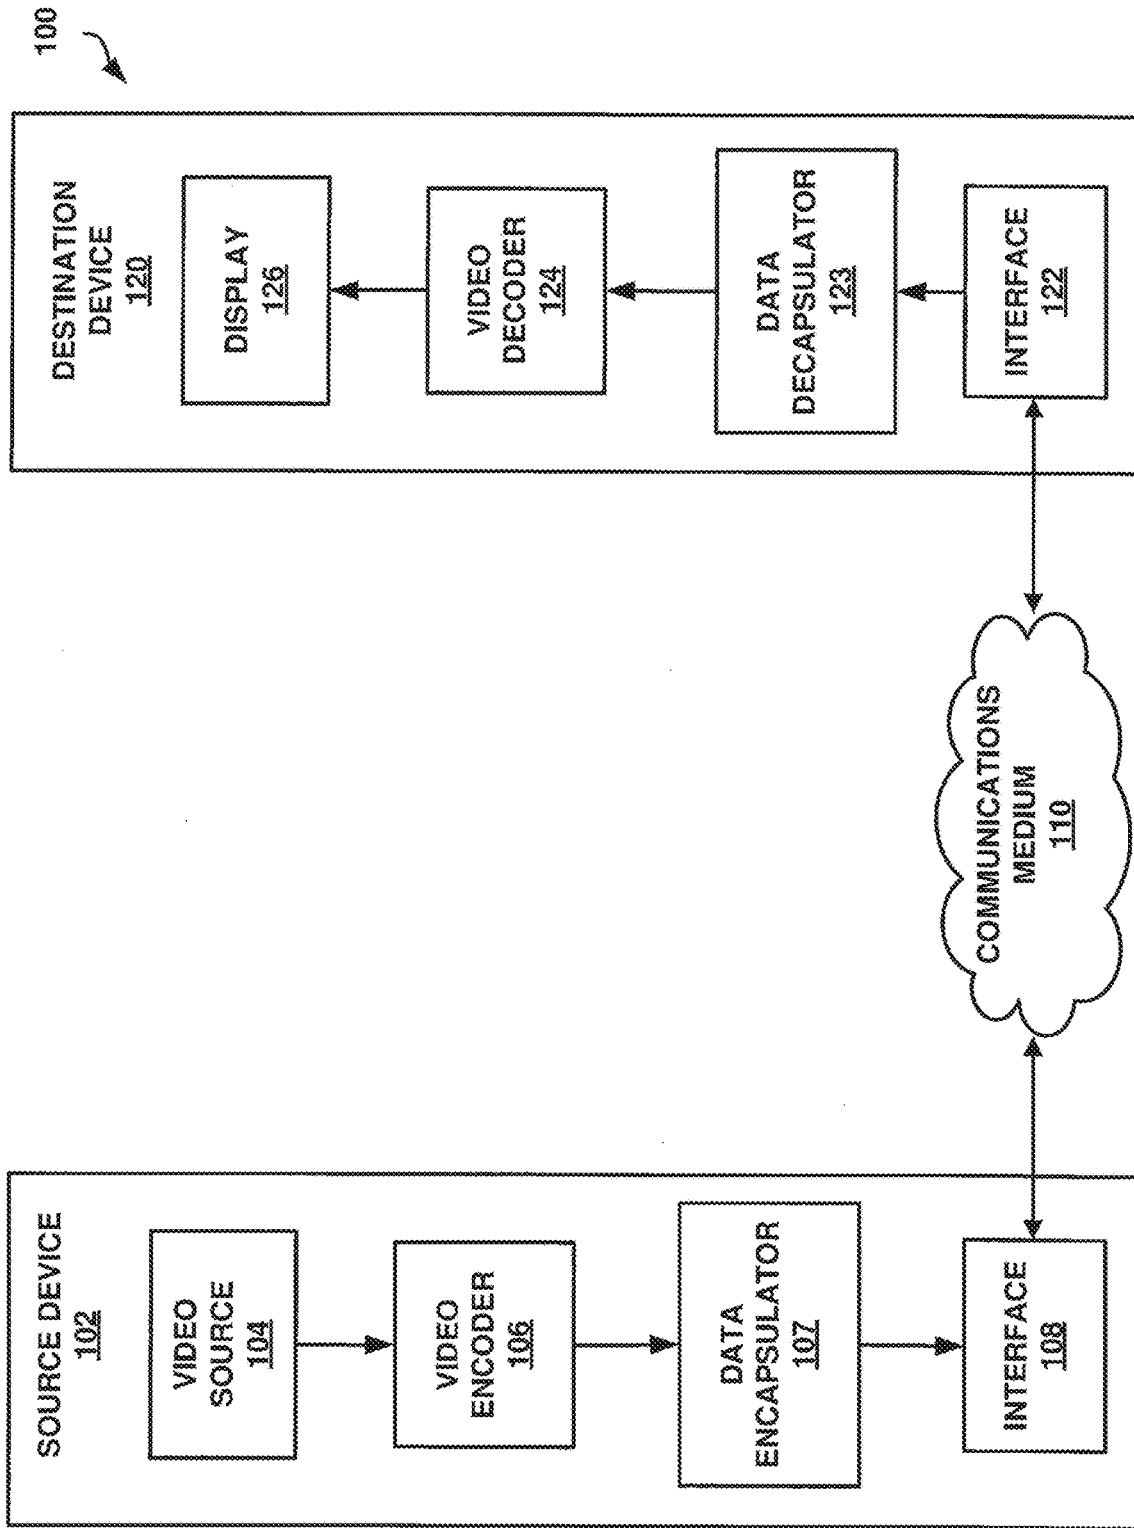 100
SOURCE DEVICE
102
VIDEO
SOURCE
104
VIDEO
ENCODER
106
DATA
ENCAPSULATOR
107
INTERFACE
108
COMMUNICATIONS
MEDIUM
110
DESTINATION
DEVICE
120
DISPLAY
126
VIDEO
DECODER
124
DATA
DECAPSULATOR
123
INTERFACE
122